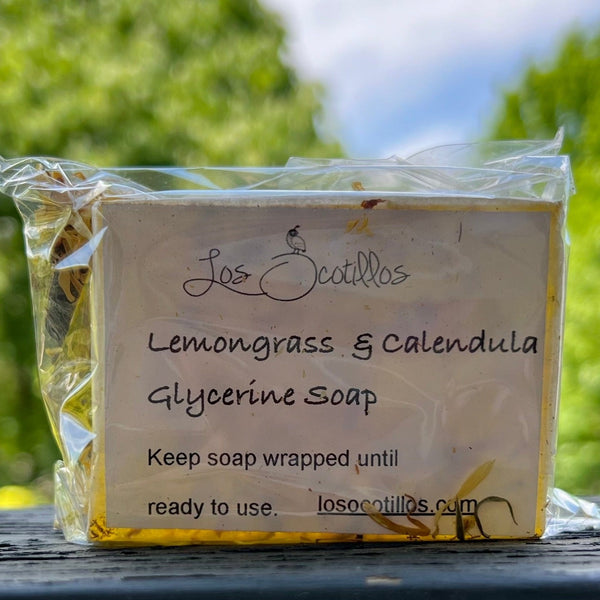 Los Ocotillos
Lemongrass & Calendula
Glycerine Soap
Keep soap wrapped until
ready to use. losocotillos.com